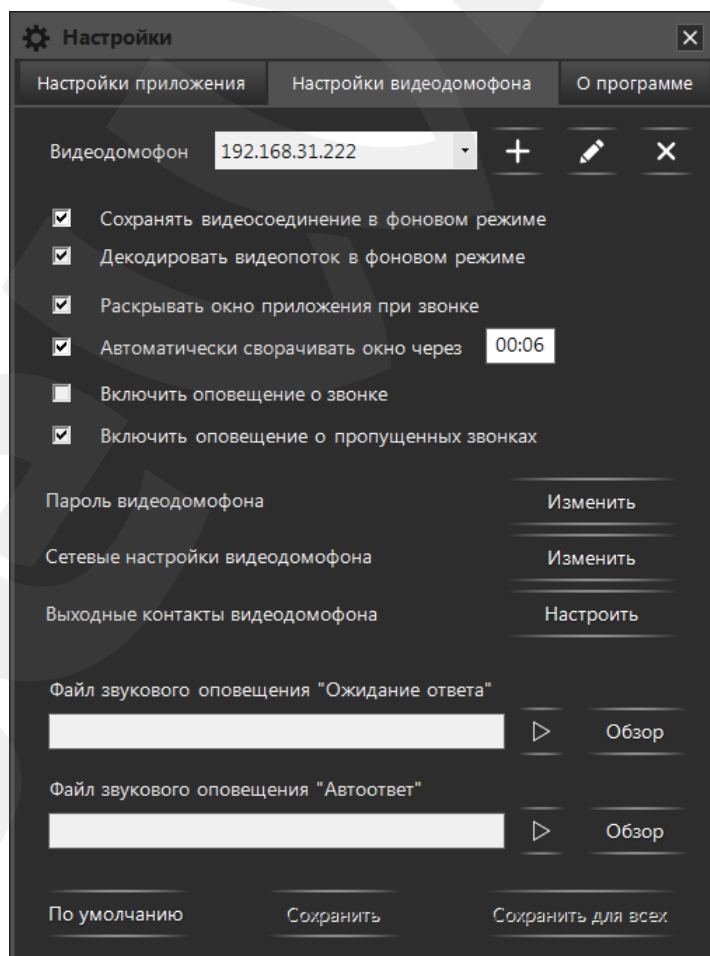 Настройки
Настройки приложения Настройки видеодомофона О программе
Видеодомофон 192.168.31.222
Сохранять видеосоединение в фоновом режиме
Декодировать видеопоток в фоновом режиме
Раскрывать окно приложения при звонке
Автоматически сворачивать окно через 00:06
Включить оповещение о звонке
Включить оповещение о пропущенных звонках
Пароль видеодомофона Изменить
Сетевые настройки видеодомофона Изменить
Выходные контакты видеодомофона Настроить
Файл звукового оповещения "Ожидание ответа"
Обзор
Файл звукового оповещения "Автоответ"
Обзор
По умолчанию Сохранить Сохранить для всех